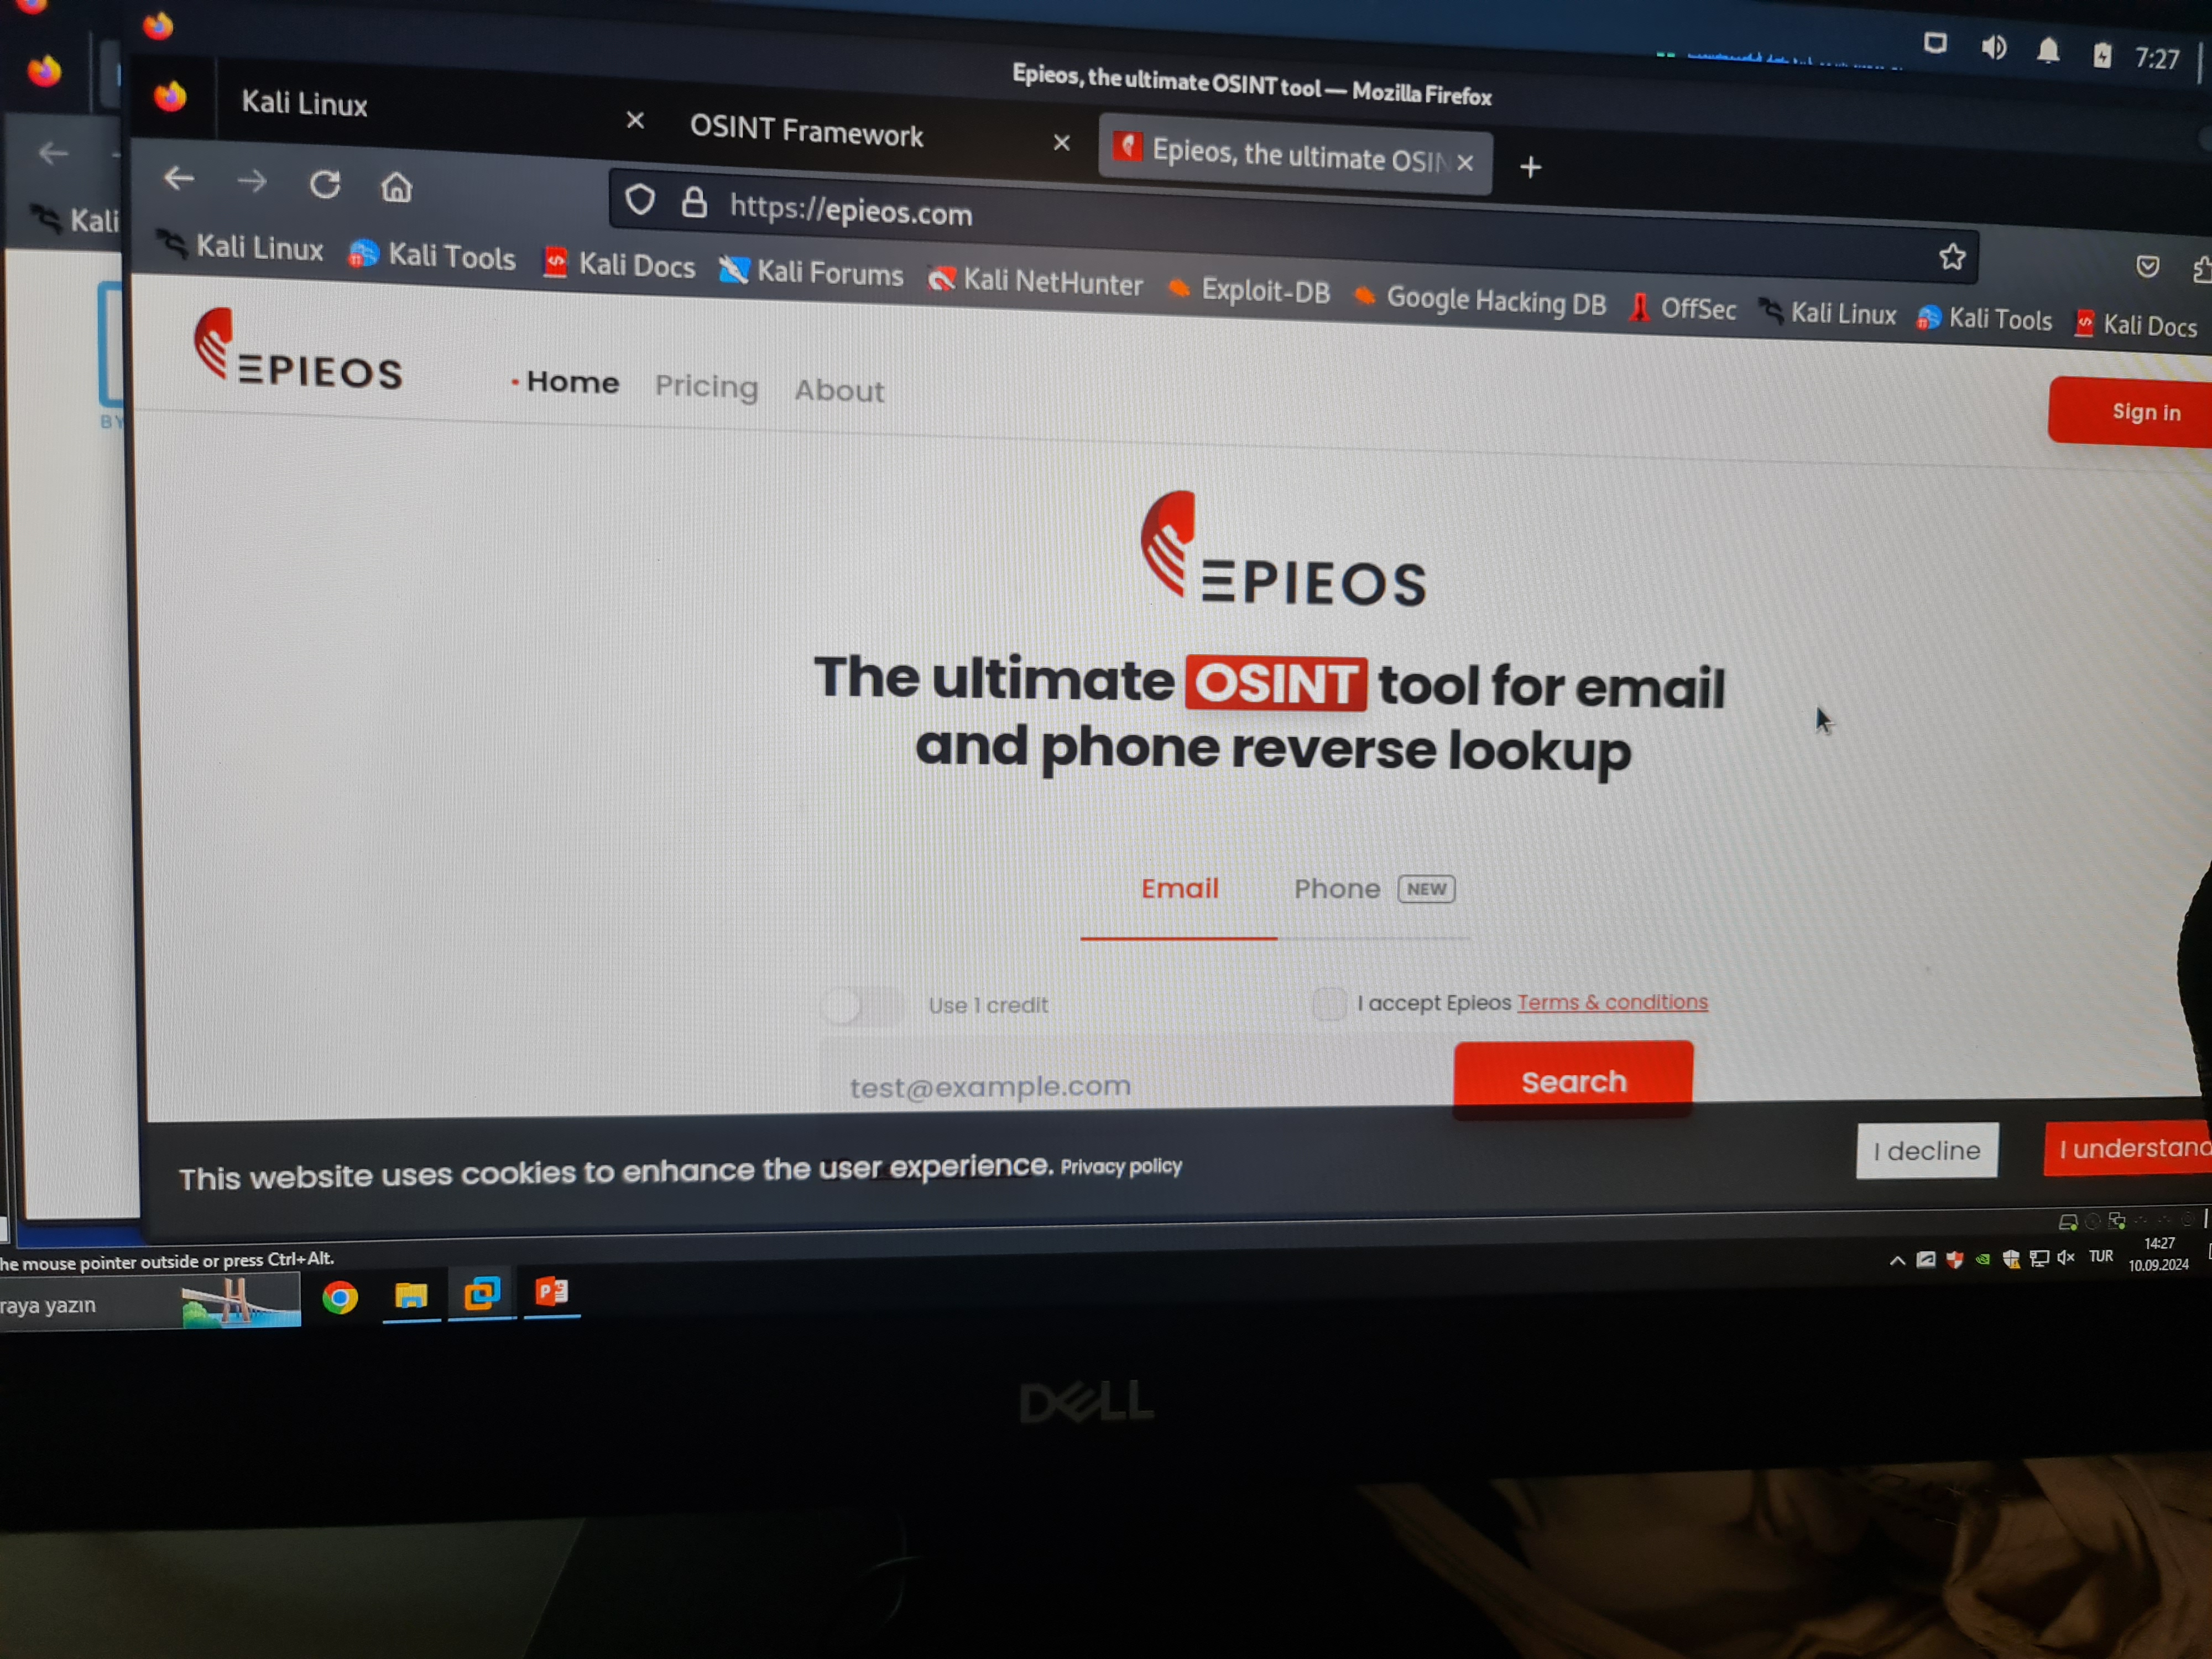 7:27
Epieos, the ultimate OSINT tool — Mozilla Firefox
Kali Linux
OSINT Framework
Epieos, the ultimate OSIN
https://epieos.com
Kali
Kali Linux Kali Tools Kali Docs Kali Forums Kali NetHunter Exploit-DB Google Hacking DB OffSec Kali Linux Kali Tools Kali Docs
BY
EPIEOS
Home Pricing About
Sign in
EPIEOS
The ultimate OSINT tool for email
and phone reverse lookup
Email Phone NEW
Use 1 credit
I accept Epieos Terms & conditions
test@example.com
Search
This website uses cookies to enhance the user experience. Privacy policy
I decline
I understand
he mouse pointer outside or press Ctrl+Alt.
raya yazın
TUR
14:27
10.09.2024
DELL